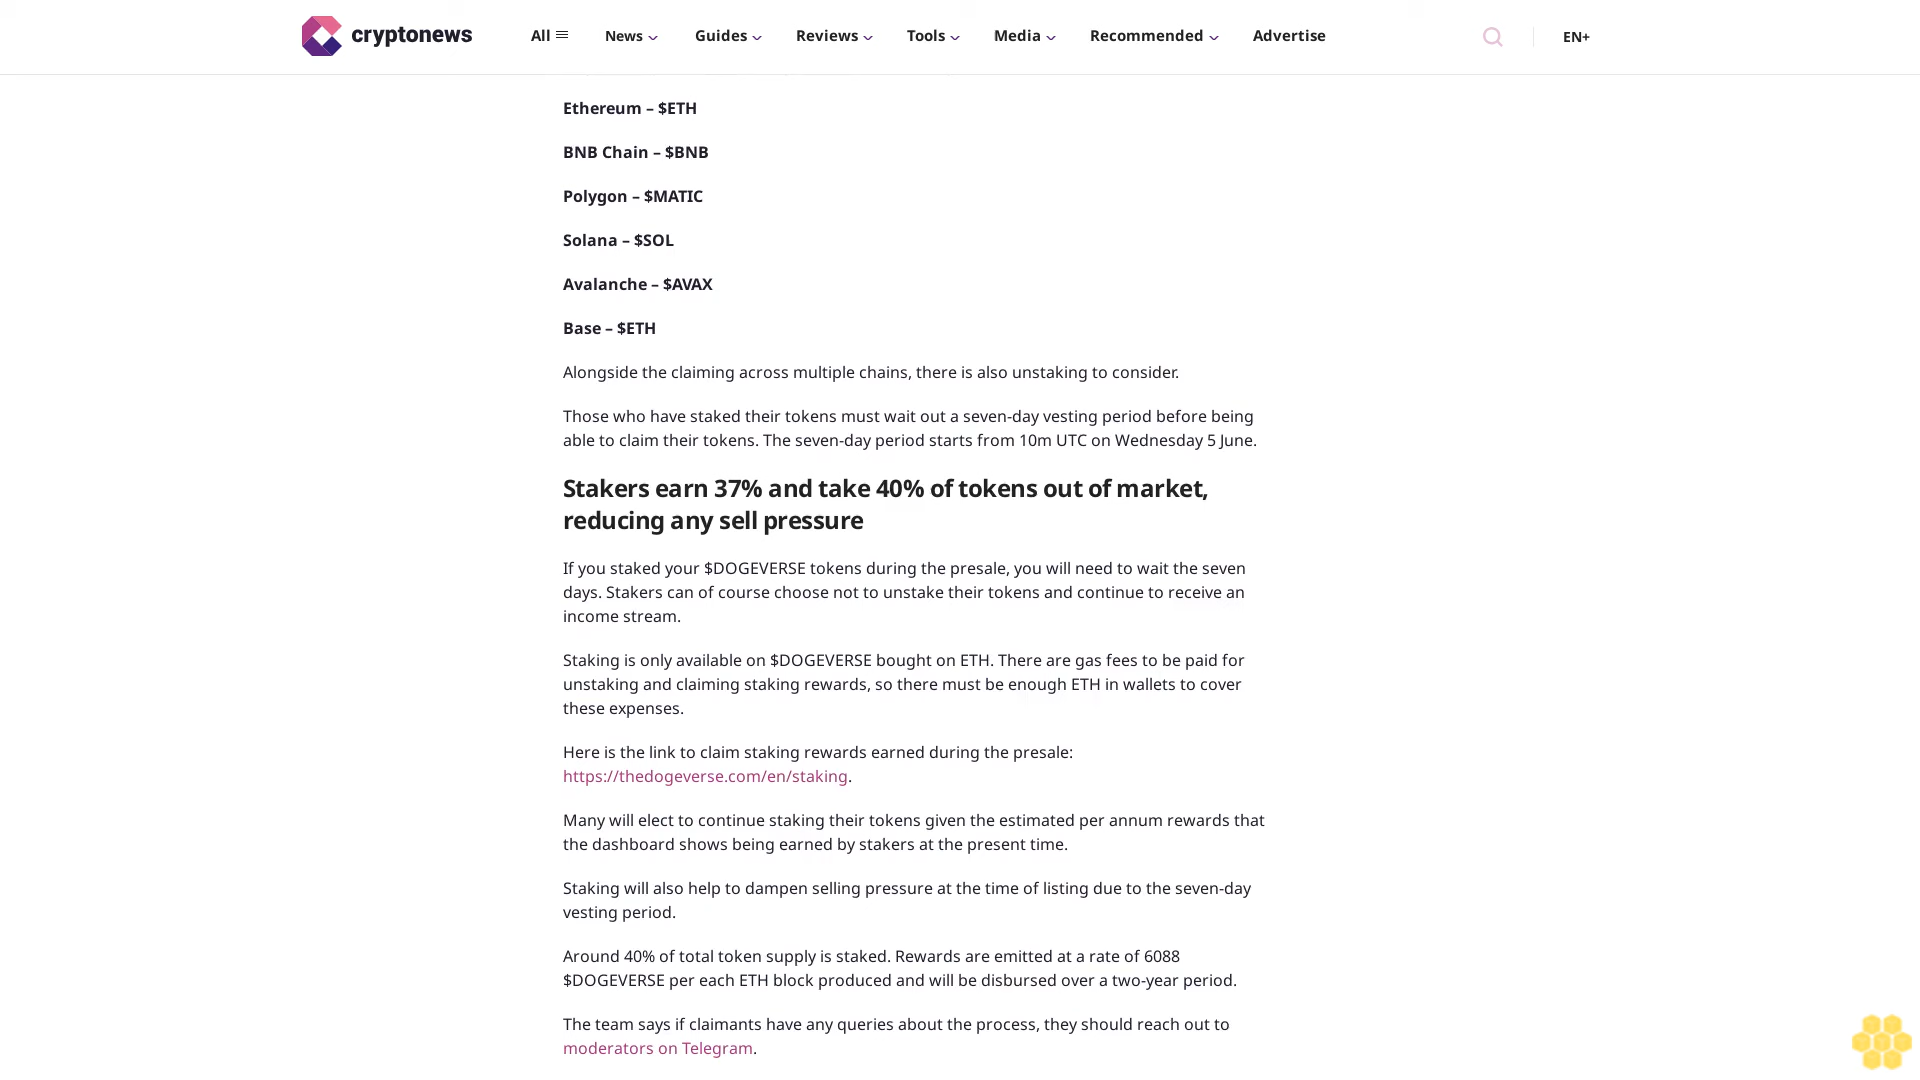 cryptonews
All
News
Guides
Reviews
Tools
Media
Recommended
Advertise
EN+
Ethereum – $ETH
BNB Chain – $BNB
Polygon – $MATIC
Solana – $SOL
Avalanche – $AVAX
Base – $ETH
Alongside the claiming across multiple chains, there is also unstaking to consider.
Those who have staked their tokens must wait out a seven-day vesting period before being
able to claim their tokens. The seven-day period starts from 10m UTC on Wednesday 5 June.
Stakers earn 37% and take 40% of tokens out of market,
reducing any sell pressure
If you staked your $DOGEVERSE tokens during the presale, you will need to wait the seven
days. Stakers can of course choose not to unstake their tokens and continue to receive an
income stream.
Staking is only available on $DOGEVERSE bought on ETH. There are gas fees to be paid for
unstaking and claiming staking rewards, so there must be enough ETH in wallets to cover
these expenses.
Here is the link to claim staking rewards earned during the presale:
https://thedogeverse.com/en/staking.
Many will elect to continue staking their tokens given the estimated per annum rewards that
the dashboard shows being earned by stakers at the present time.
Staking will also help to dampen selling pressure at the time of listing due to the seven-day
vesting period.
Around 40% of total token supply is staked. Rewards are emitted at a rate of 6088
$DOGEVERSE per each ETH block produced and will be disbursed over a two-year period.
The team says if claimants have any queries about the process, they should reach out to
moderators on Telegram.